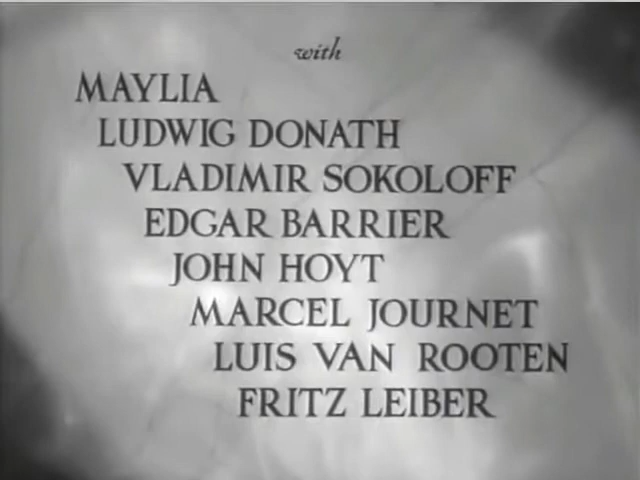 with
MAYLIA
LUDWIG DONATH
VLADIMIR SOKOLOFF
EDGAR BARRIER
JOHN HOYT
MARCEL JOURNET
LUIS VAN ROOTEN
FRITZ LEIBER